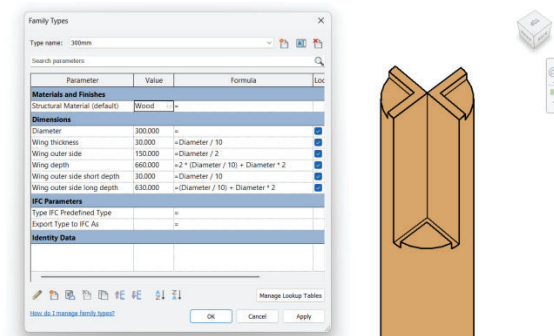 Family Types
Type name: 300mm
Search parameters
Parameter Value Formula Loc
Materials and Finishes
Structural Material (default) Wood =
Dimensions
Diameter 300.000 =
Wing thickness 30.000 =Diameter / 10
Wing outer side 150.000 =Diameter / 2
Wing depth 660.000 =2 * (Diameter / 10) + Diameter * 2
Wing outer side short depth 30.000 =Diameter / 10
Wing outer side long depth 630.000 =(Diameter / 10) + Diameter * 2
IFC Parameters
Type IFC Predefined Type =
Export Type to IFC As =
Identity Data
Manage Lookup Tables
How do I manage family types?
OK Cancel Apply